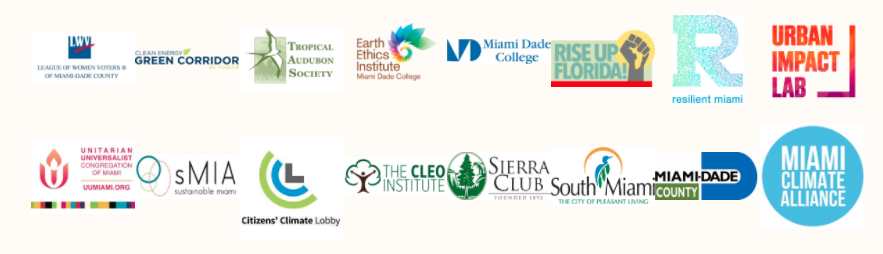 LWV
LEAGUE OF WOMEN VOTERS ®
OF MIAMI-DADE COUNTY
CLEAN ENERGY
GREEN CORRIDOR
TROPICAL
AUDUBON
SOCIETY
Earth
Ethics
Institute
Miami Dade College
Miami Dade
College
RISE UP
FLORIDA!
R
resilient miami
URBAN
IMPACT
LAB
UNITARIAN
UNIVERSALIST
CONGREGATION
OF MIAMI
UUMIAMI.ORG
sMIA
sustainable miami
CCL
Citizens' Climate Lobby
THE CLEO
INSTITUTE
SIERRA
CLUB
FOUNDED 1892
South Miami
THE CITY OF PLEASANT LIVING
MIAMI-DADE
COUNTY
MIAMI
CLIMATE
ALLIANCE